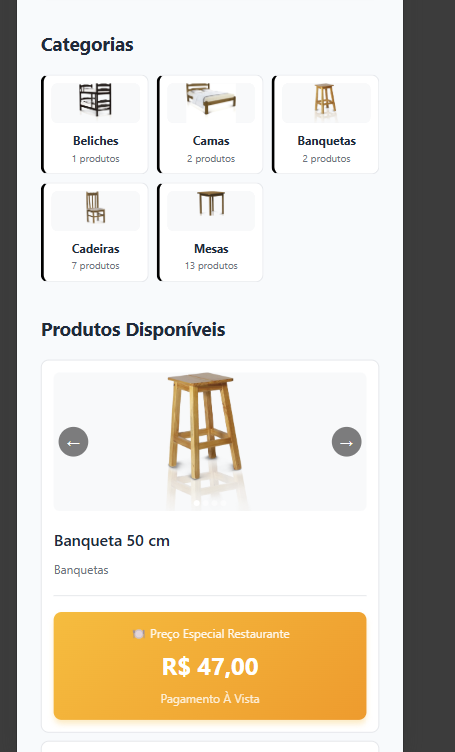 Categorias
Beliches
1 produtos
Camas
2 produtos
Banquetas
2 produtos
Cadeiras
7 produtos
Mesas
13 produtos
Produtos Disponíveis
← →
Banqueta 50 cm
Banquetas
🍽️ Preço Especial Restaurante
R$ 47,00
Pagamento À Vista